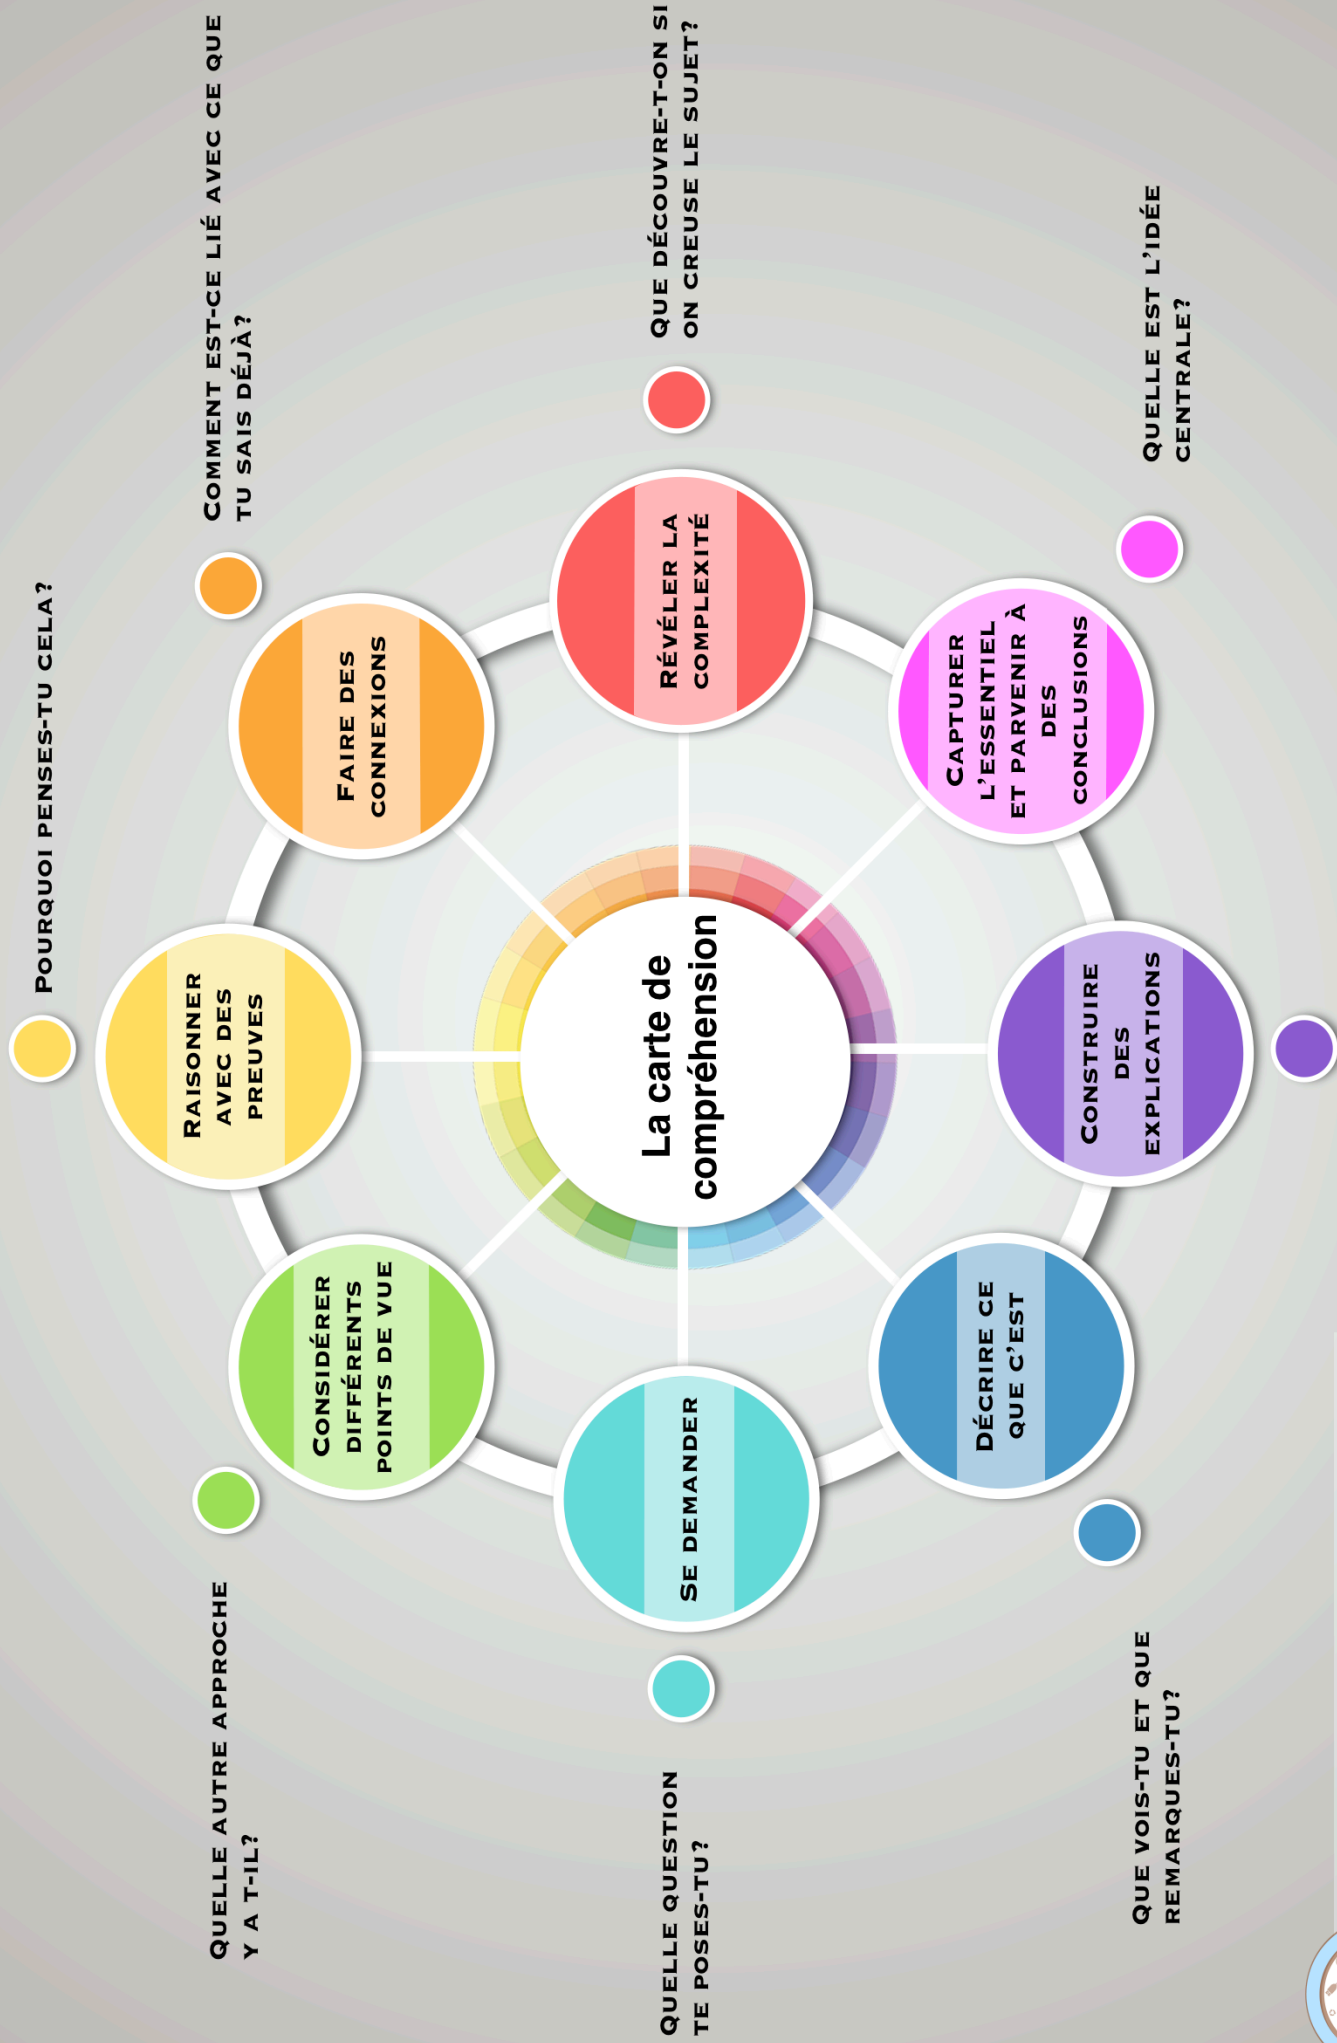 Pourquoi penses-tu cela?
Raisonner
avec des
preuves
Comment est-ce lié avec ce que
tu sais déjà?
Faire des
connexions
Que découvre-t-on si
on creuse le sujet?
Révéler la
complexité
Quelle est l'idée
centrale?
Capturer
l'essentiel
et parvenir à
des
conclusions
Construire
des
explications
Que vois-tu et que
remarques-tu?
Décrire ce
que c'est
Quelle question
te poses-tu?
Se demander
Quelle autre approche
y a t-il?
Considérer
différents
points de vue
La carte de
compréhension